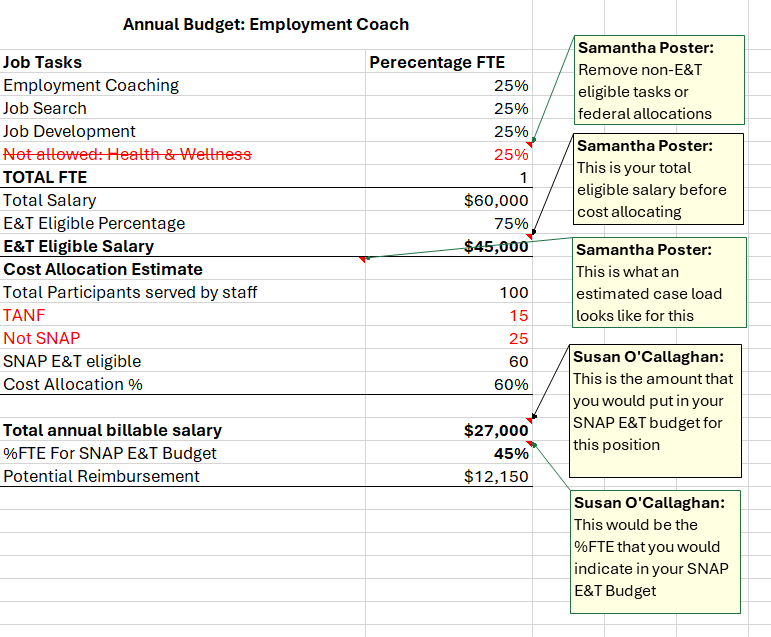 Annual Budget: Employment Coach
Job Tasks Perecentage FTE
Employment Coaching 25%
Job Search 25%
Job Development 25%
Not allowed: Health & Wellness 25%
TOTAL FTE 1
Total Salary $60,000
E&T Eligible Percentage 75%
E&T Eligible Salary $45,000
Cost Allocation Estimate
Total Participants served by staff 100
TANF 15
Not SNAP 25
SNAP E&T eligible 60
Cost Allocation % 60%
Total annual billable salary $27,000
%FTE For SNAP E&T Budget 45%
Potential Reimbursement $12,150
Samantha Poster:
Remove non-E&T
eligible tasks or
federal allocations
Samantha Poster:
This is your total
eligible salary before
cost allocating
Samantha Poster:
This is what an
estimated case load
looks like for this
Susan O'Callaghan:
This is the amount that
you would put in your
SNAP E&T budget for
this position
Susan O'Callaghan:
This would be the
%FTE that you would
indicate in your SNAP
E&T Budget